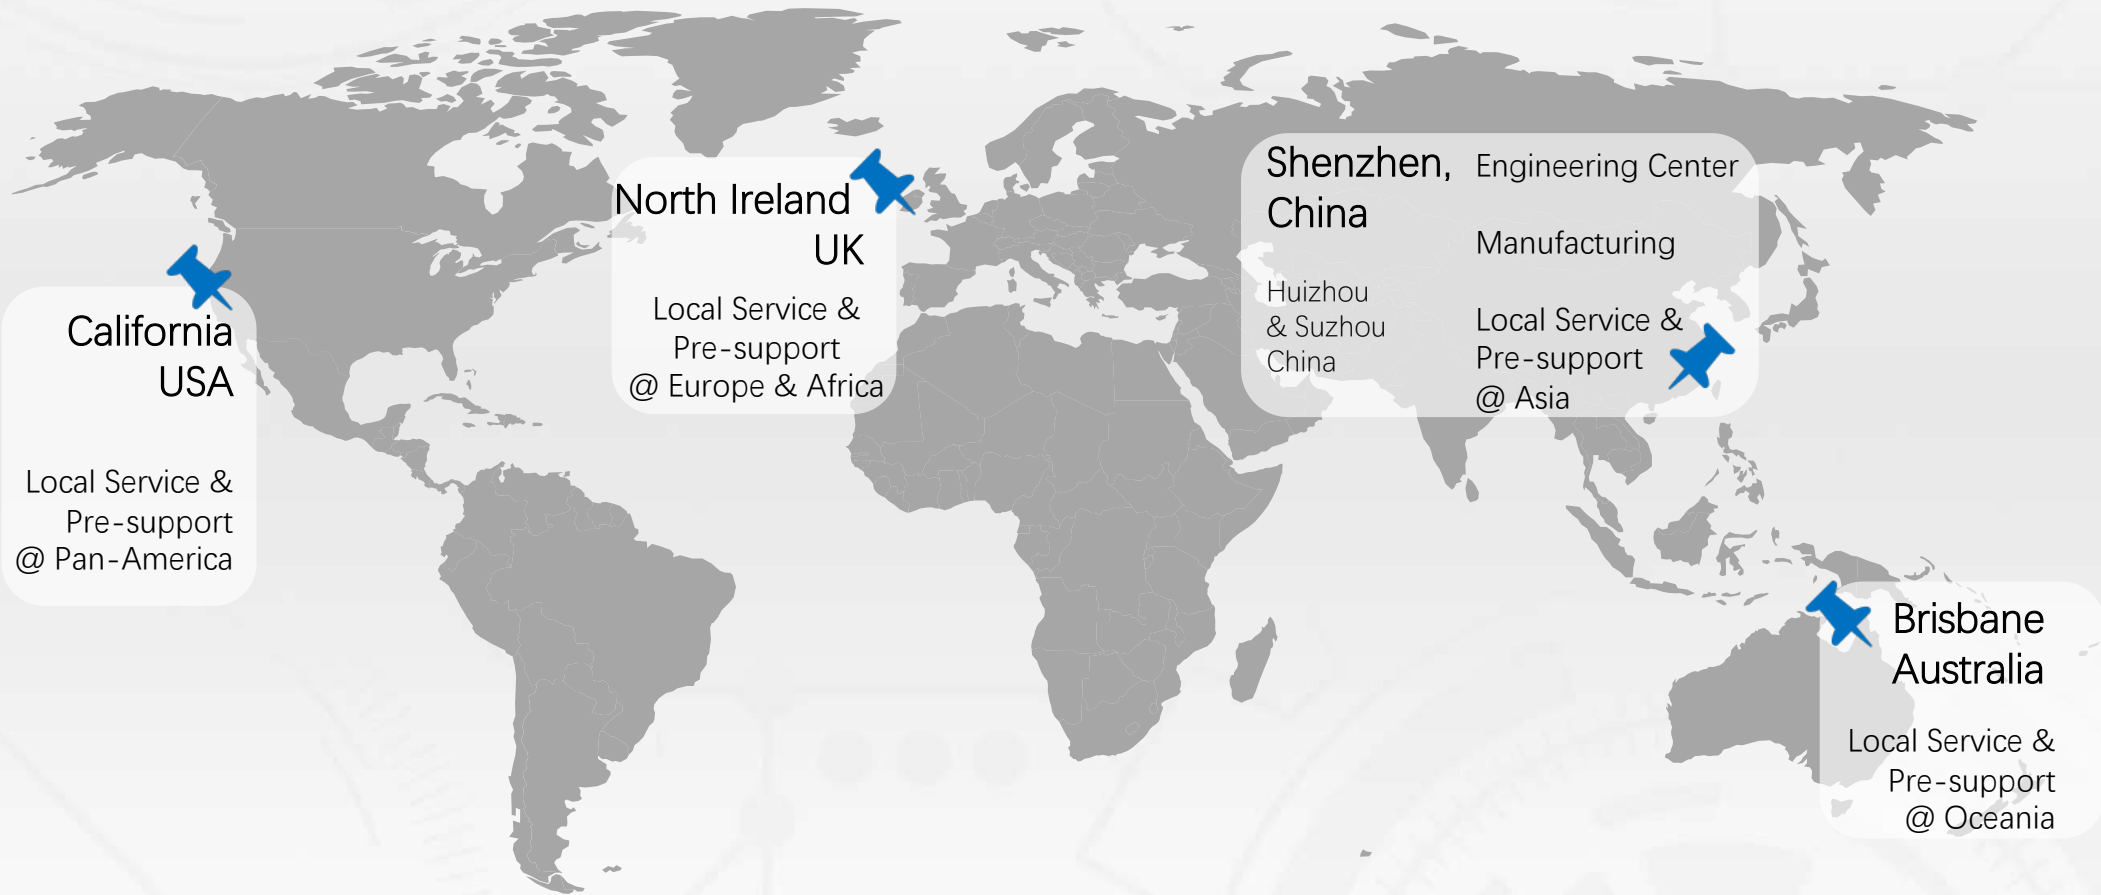 California
USA
Local Service &
Pre-support
@ Pan-America
North Ireland
UK
Local Service &
Pre-support
@ Europe & Africa
Shenzhen,
China
Huizhou
& Suzhou
China
Engineering Center
Manufacturing
Local Service &
Pre-support
@ Asia
Brisbane
Australia
Local Service &
Pre-support
@ Oceania